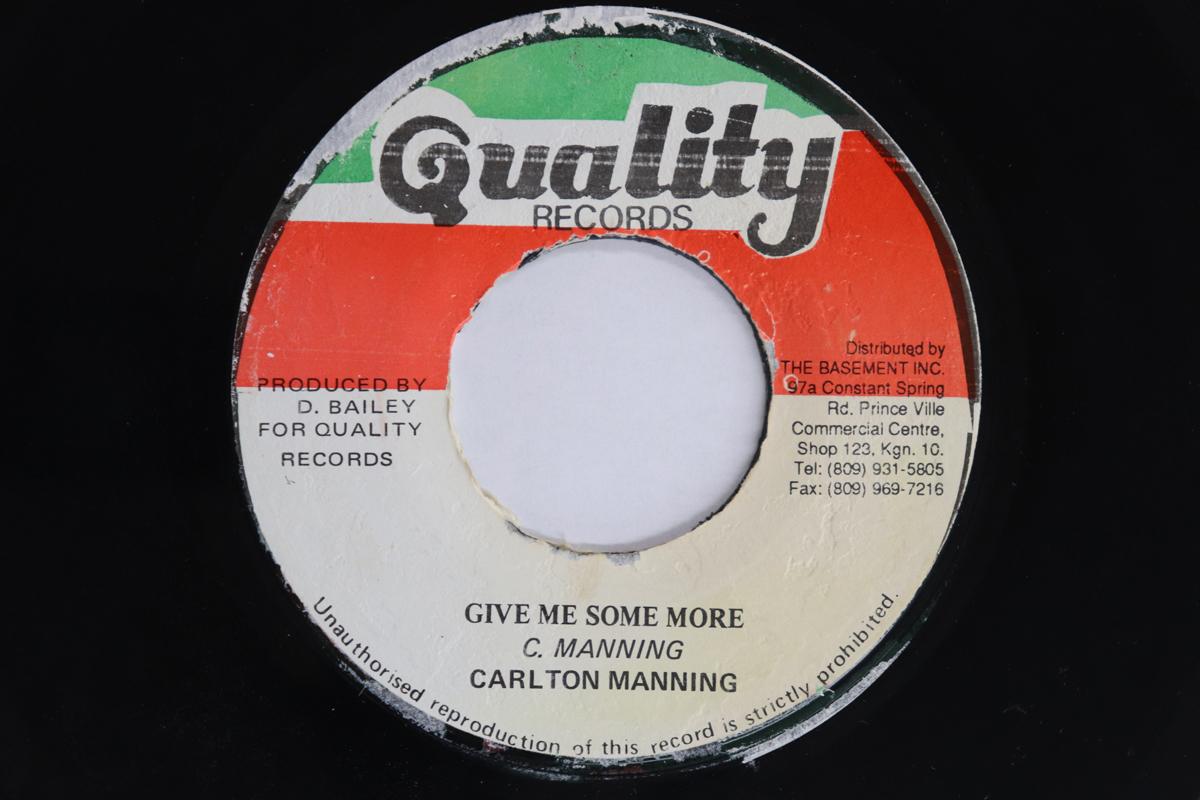 Quality
RECORDS
PRODUCED BY
D. BAILEY
FOR QUALITY
RECORDS
Distributed by
THE BASEMENT INC.
97a Constant Spring
Rd. Prince Ville
Commercial Centre,
Shop 123, Kgn. 10.
Tel: (809) 931-5805
Fax: (809) 969-7216
GIVE ME SOME MORE
C. MANNING
CARLTON MANNING
Unauthorised reproduction of this record is strictly prohibited.